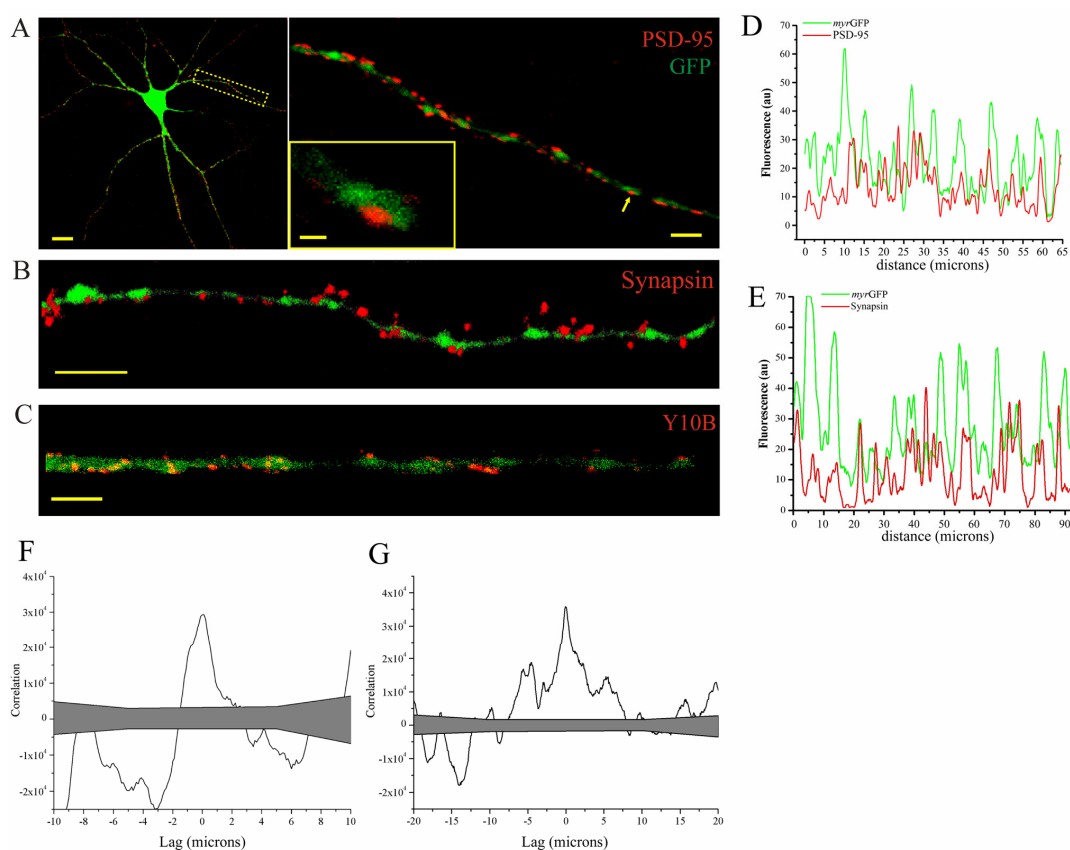 A
PSD-95
GFP
B
Synapsin
C
Y10B
D
myrGFP
PSD-95
Fluorescence (au)
70
60
50
40
30
20
10
0
0 5 10 15 20 25 30 35 40 45 50 55 60 65
distance (microns)
E
myrGFP
Synapsin
Fluorescence (au)
70
60
50
40
30
20
10
0
0 10 20 30 40 50 60 70 80 90
distance (microns)
F
Correlation
4x10⁴
3x10⁴
2x10⁴
1x10⁴
0
-1x10⁴
-2x10⁴
-10 -8 -6 -4 -2 0 2 4 6 8 10
Lag (microns)
G
Correlation
4x10⁴
3x10⁴
2x10⁴
1x10⁴
0
-1x10⁴
-2x10⁴
-20 -15 -10 -5 0 5 10 15 20
Lag (microns)